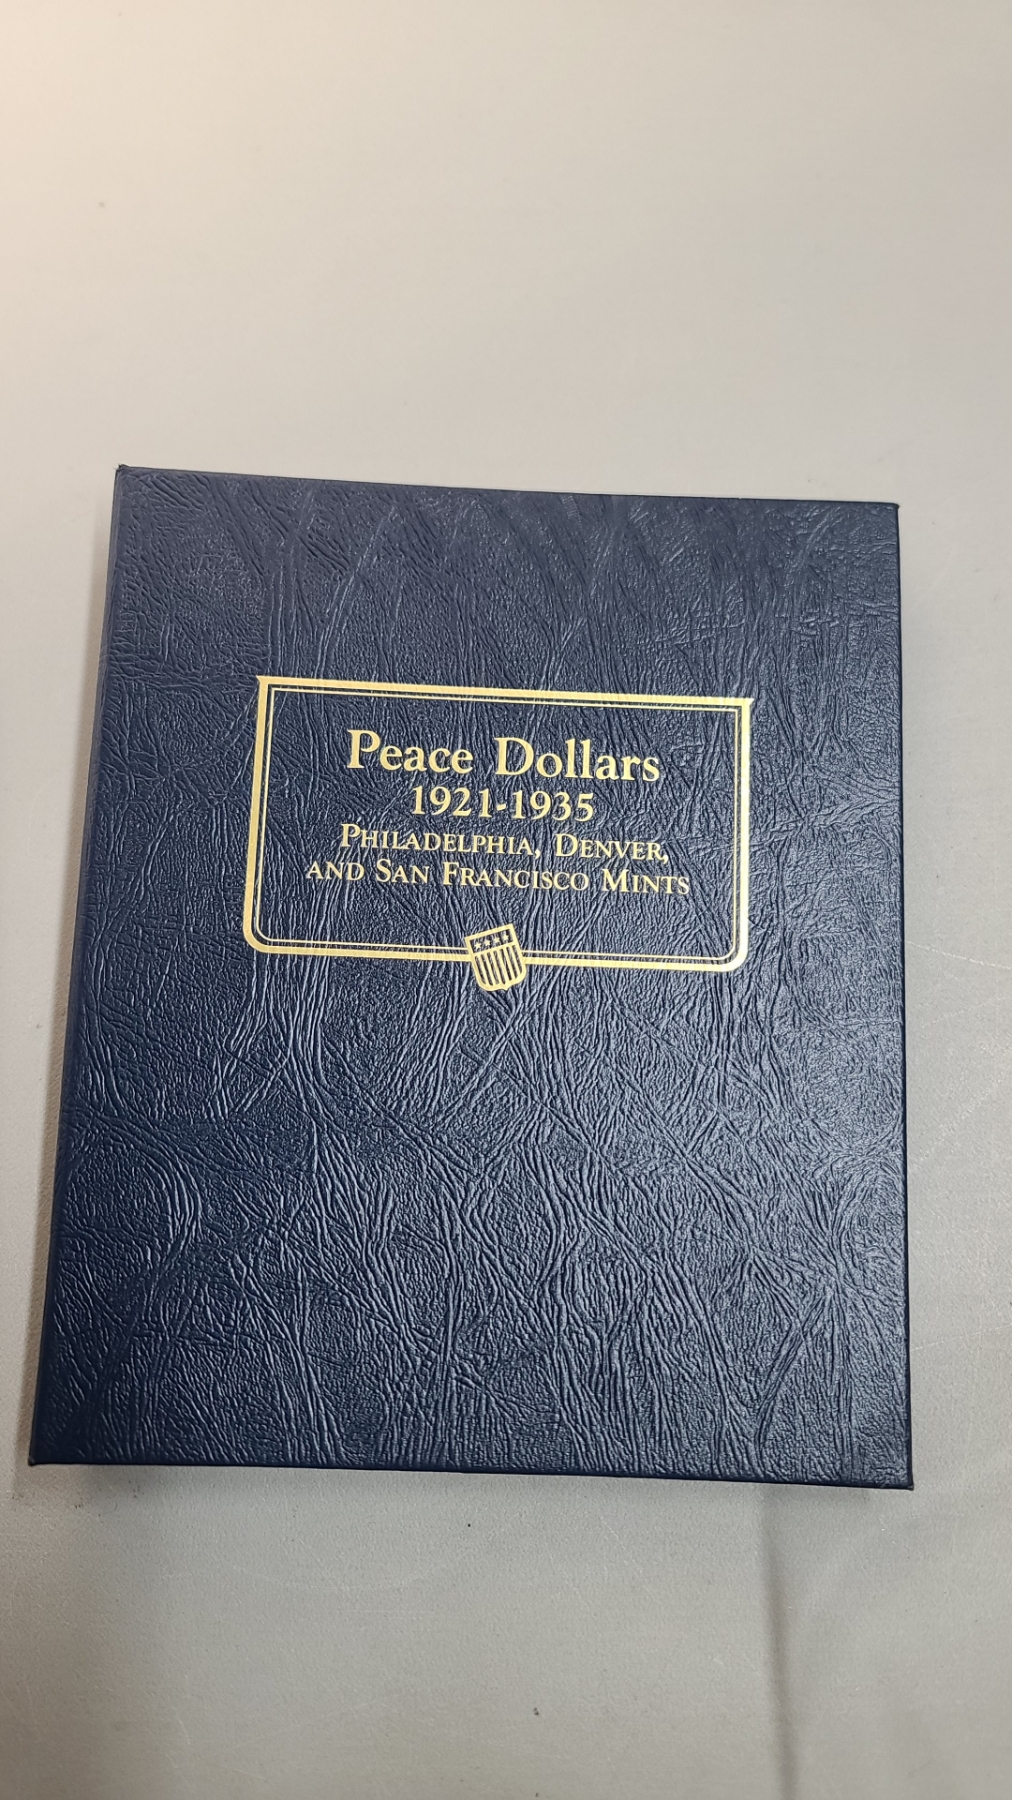 Peace Dollars
1921-1935
PHILADELPHIA, DENVER,
AND SAN FRANCISCO MINTS